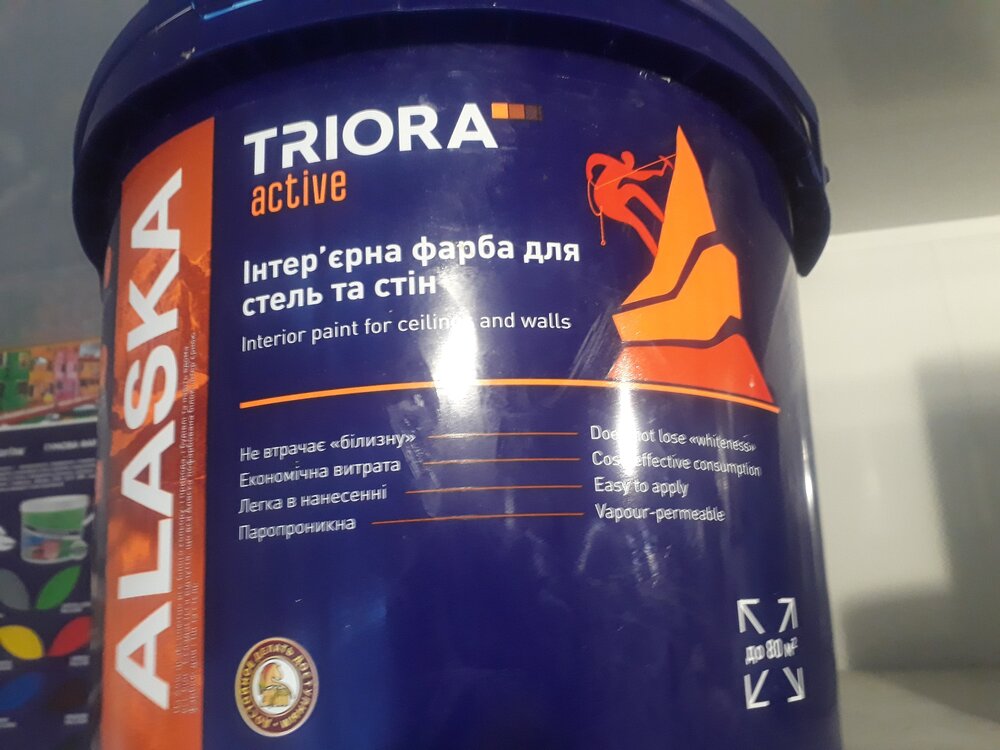 ALASKA
TRIORA
active
Інтер'єрна фарба для
стель та стін
Interior paint for ceilings and walls
Не втрачає «білизну»
Економічна витрата
Легка в нанесенні
Паропроникна
Does not lose «whiteness»
Cost-effective consumption
Easy to apply
Vapour-permeable
до 80 м²